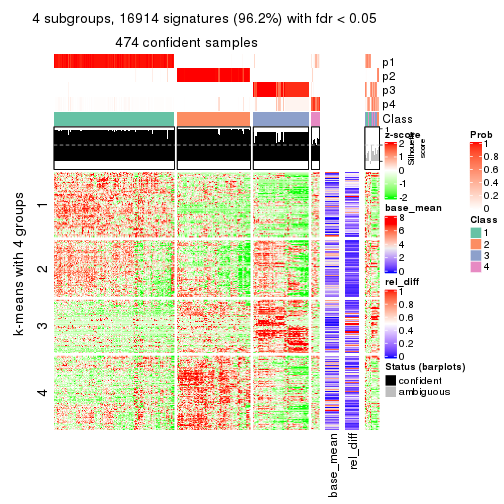 4 subgroups, 16914 signatures (96.2%) with fdr < 0.05
474 confident samples
p1
p2
p3
p4
Class
1
Silhouette
score
k-means with 4 groups
1
2
3
4
base_mean
rel_diff
z-score
2
1
0
-1
-2
base_mean
8
6
4
2
0
rel_diff
1
0.8
0.6
0.4
0.2
0
Status (barplots)
confident
ambiguous
Prob
1
0.8
0.6
0.4
0.2
0
Class
1
2
3
4